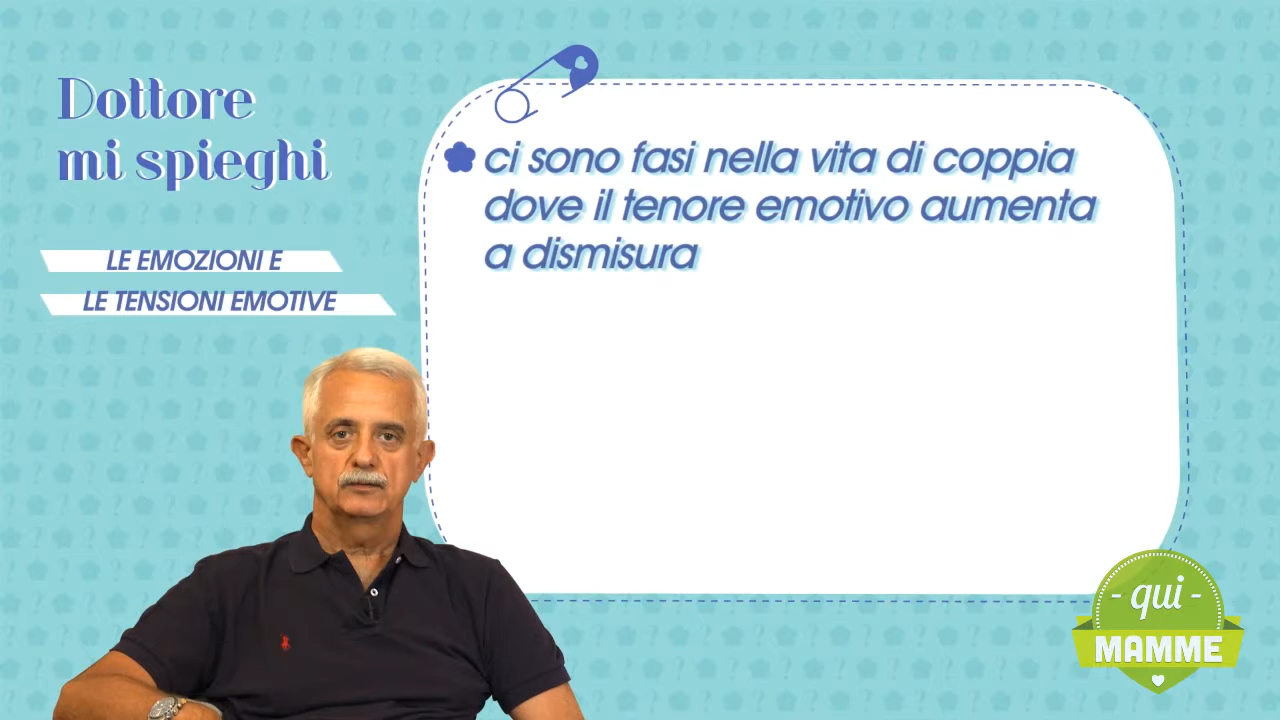 Dottore
mi spieghi
LE EMOZIONI E
LE TENSIONI EMOTIVE
ci sono fasi nella vita di coppia
dove il tenore emotivo aumenta
a dismisura
- qui -
MAMME